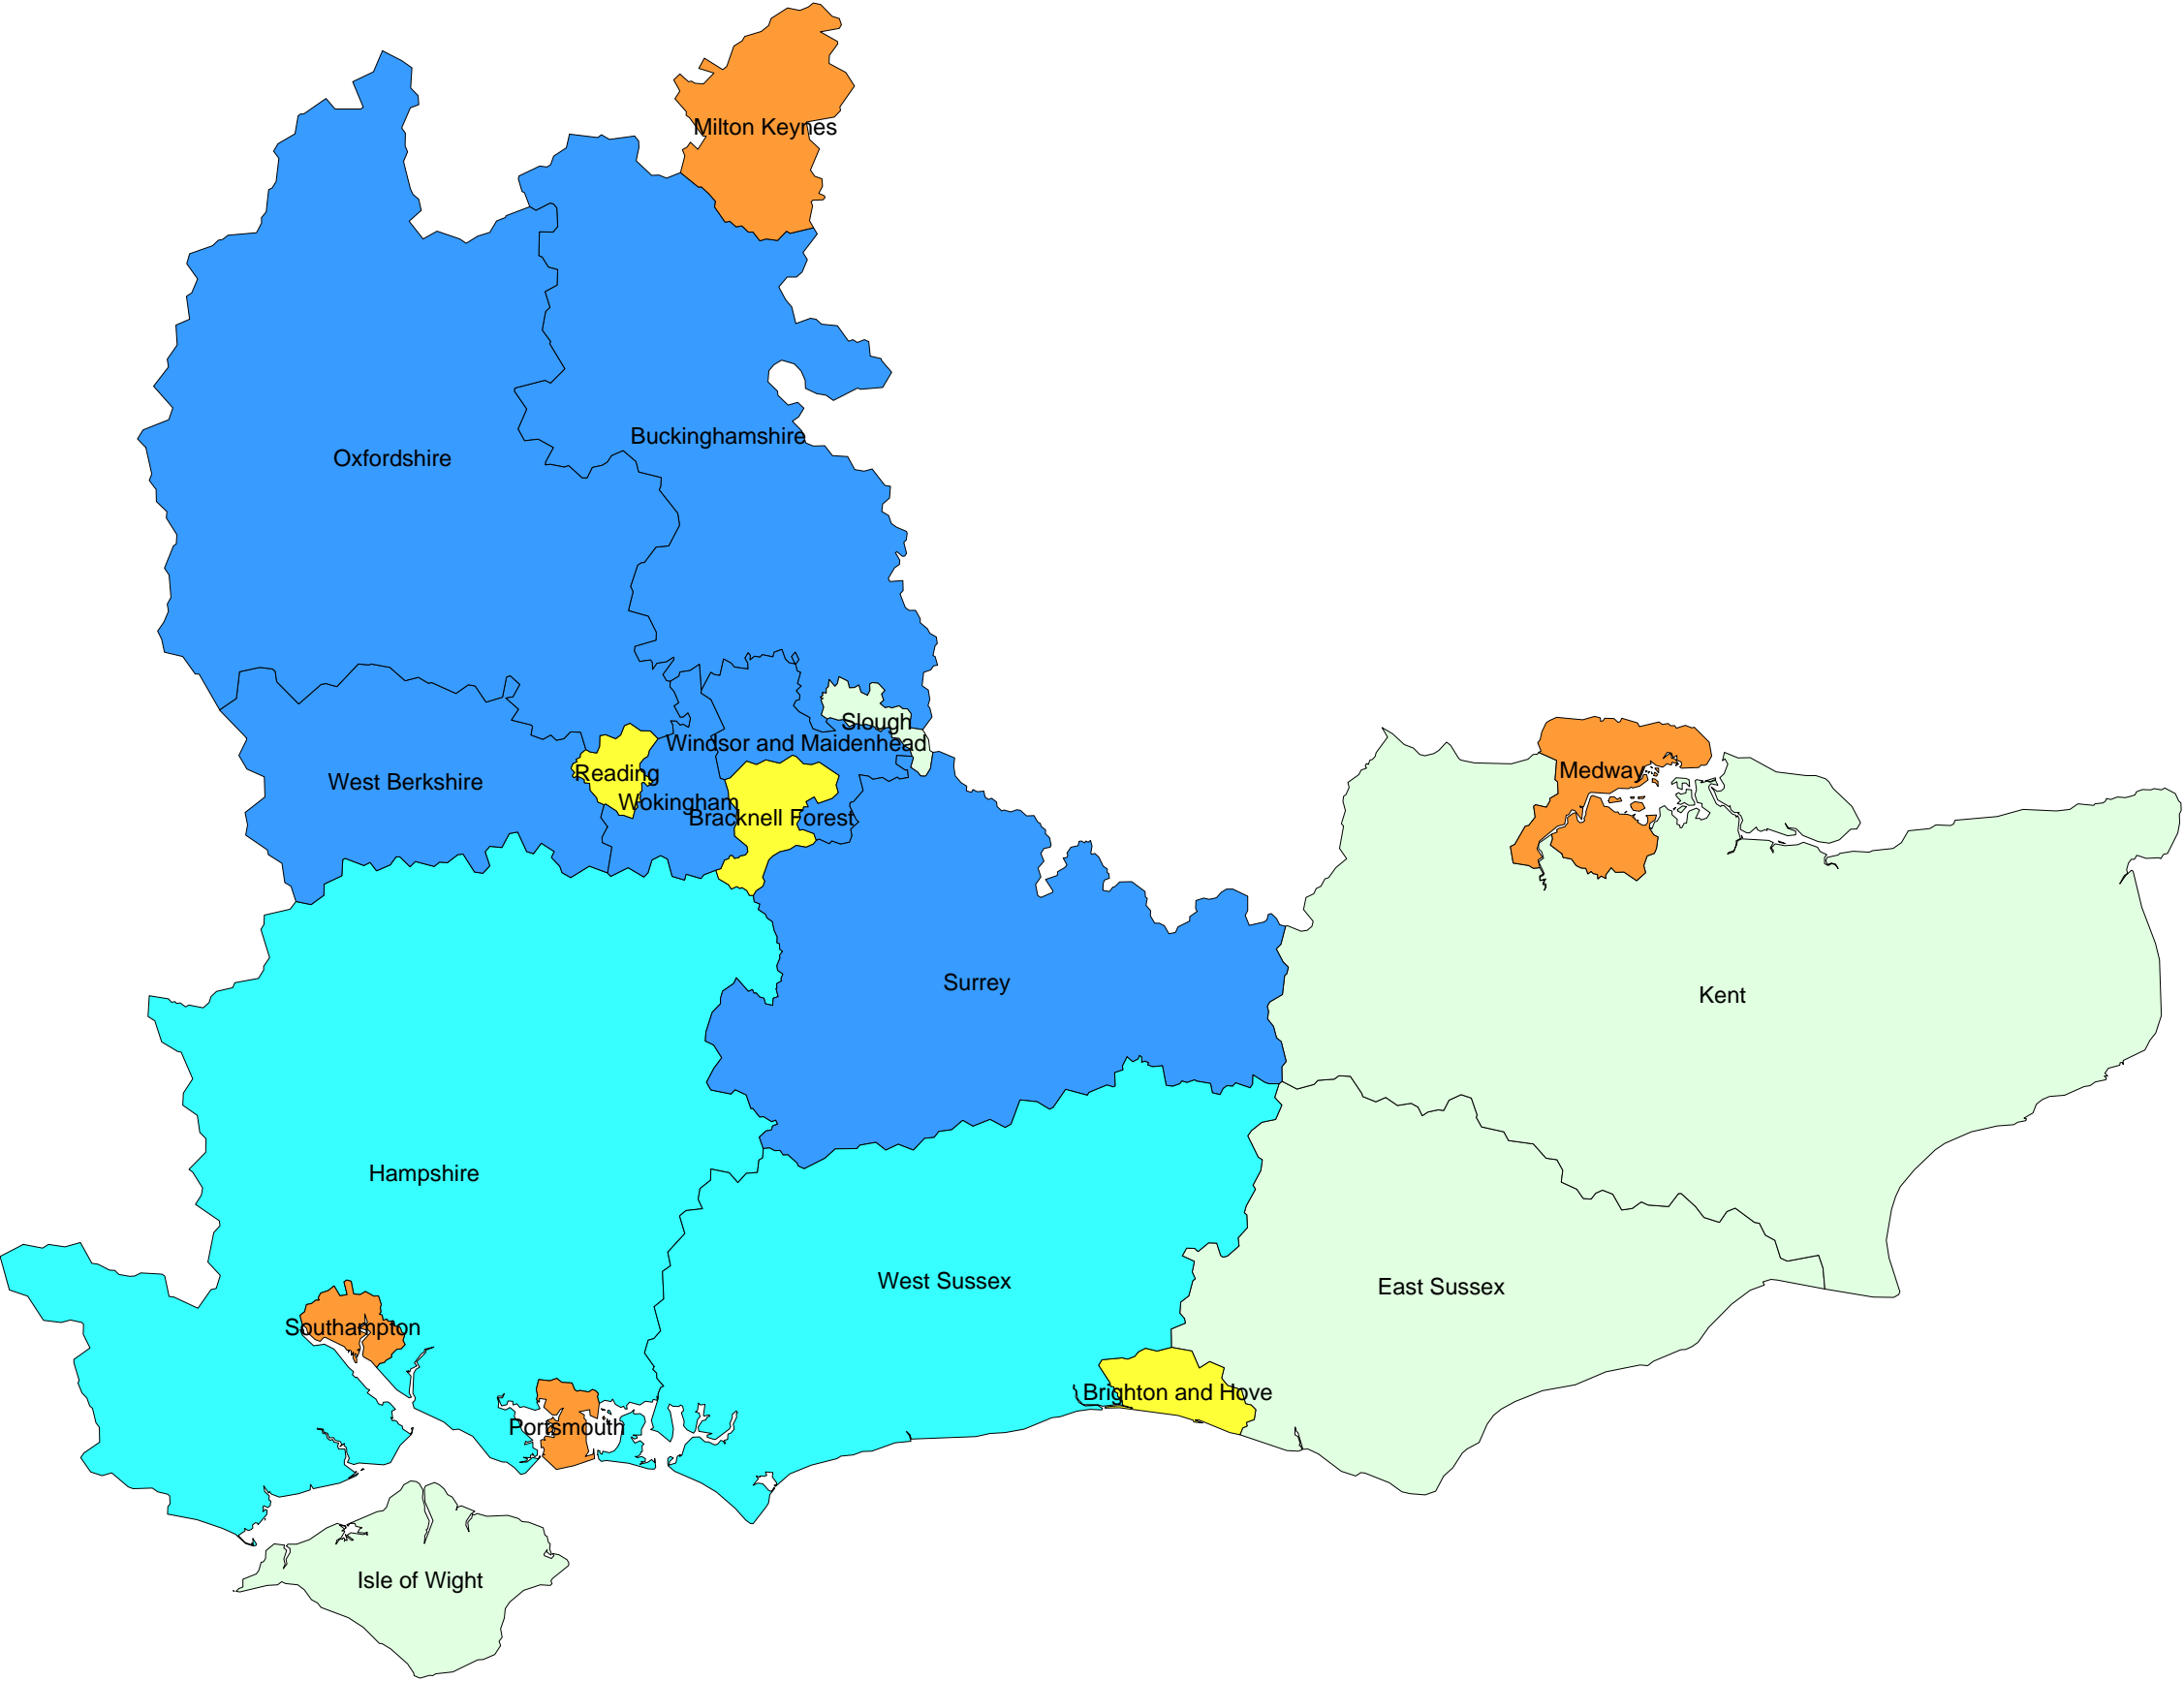 Milton Keynes
Buckinghamshire
Oxfordshire
Slough
Windsor and Maidenhead
Medway
Reading
West Berkshire
Wokingham
Bracknell Forest
Surrey
Kent
Hampshire
West Sussex
East Sussex
Southampton
Brighton and Hove
Portsmouth
Isle of Wight